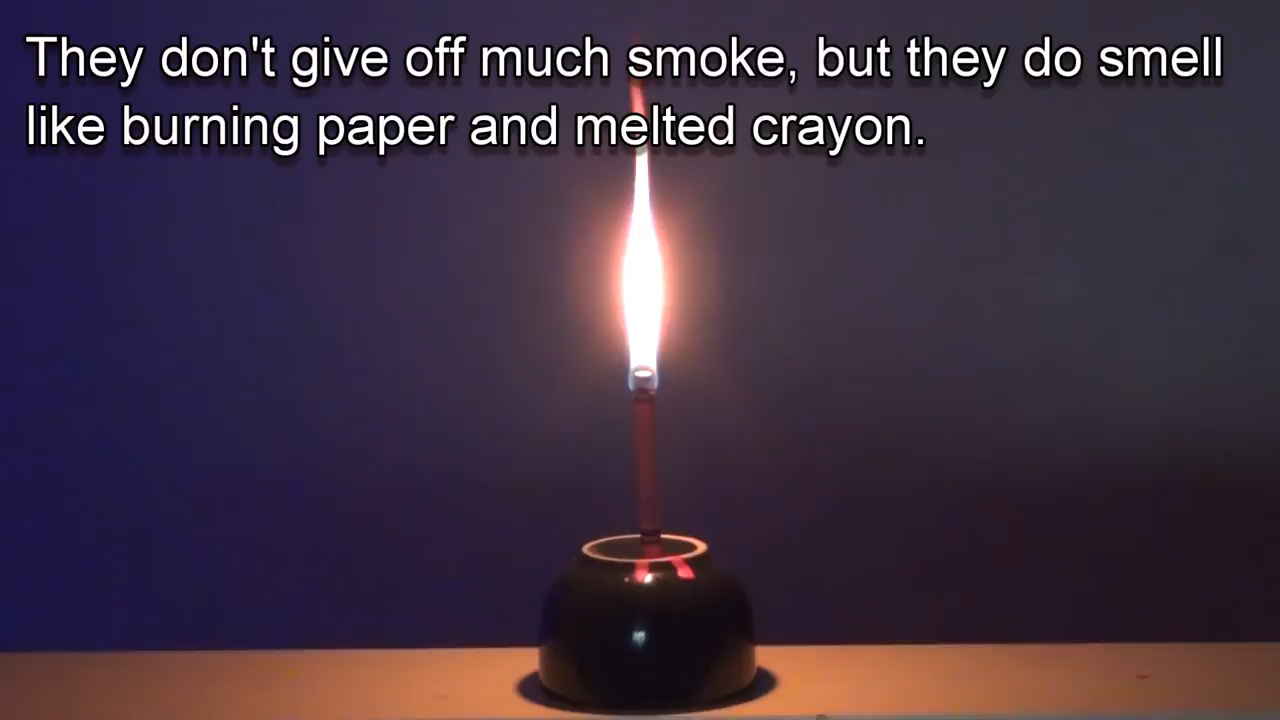 They don't give off much smoke, but they do smell
like burning paper and melted crayon.